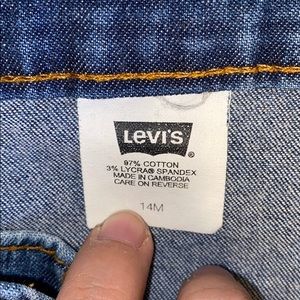 LEVI'S®
97% COTTON
3% LYCRA® SPANDEX
MADE IN CAMBODIA
CARE ON REVERSE
14M